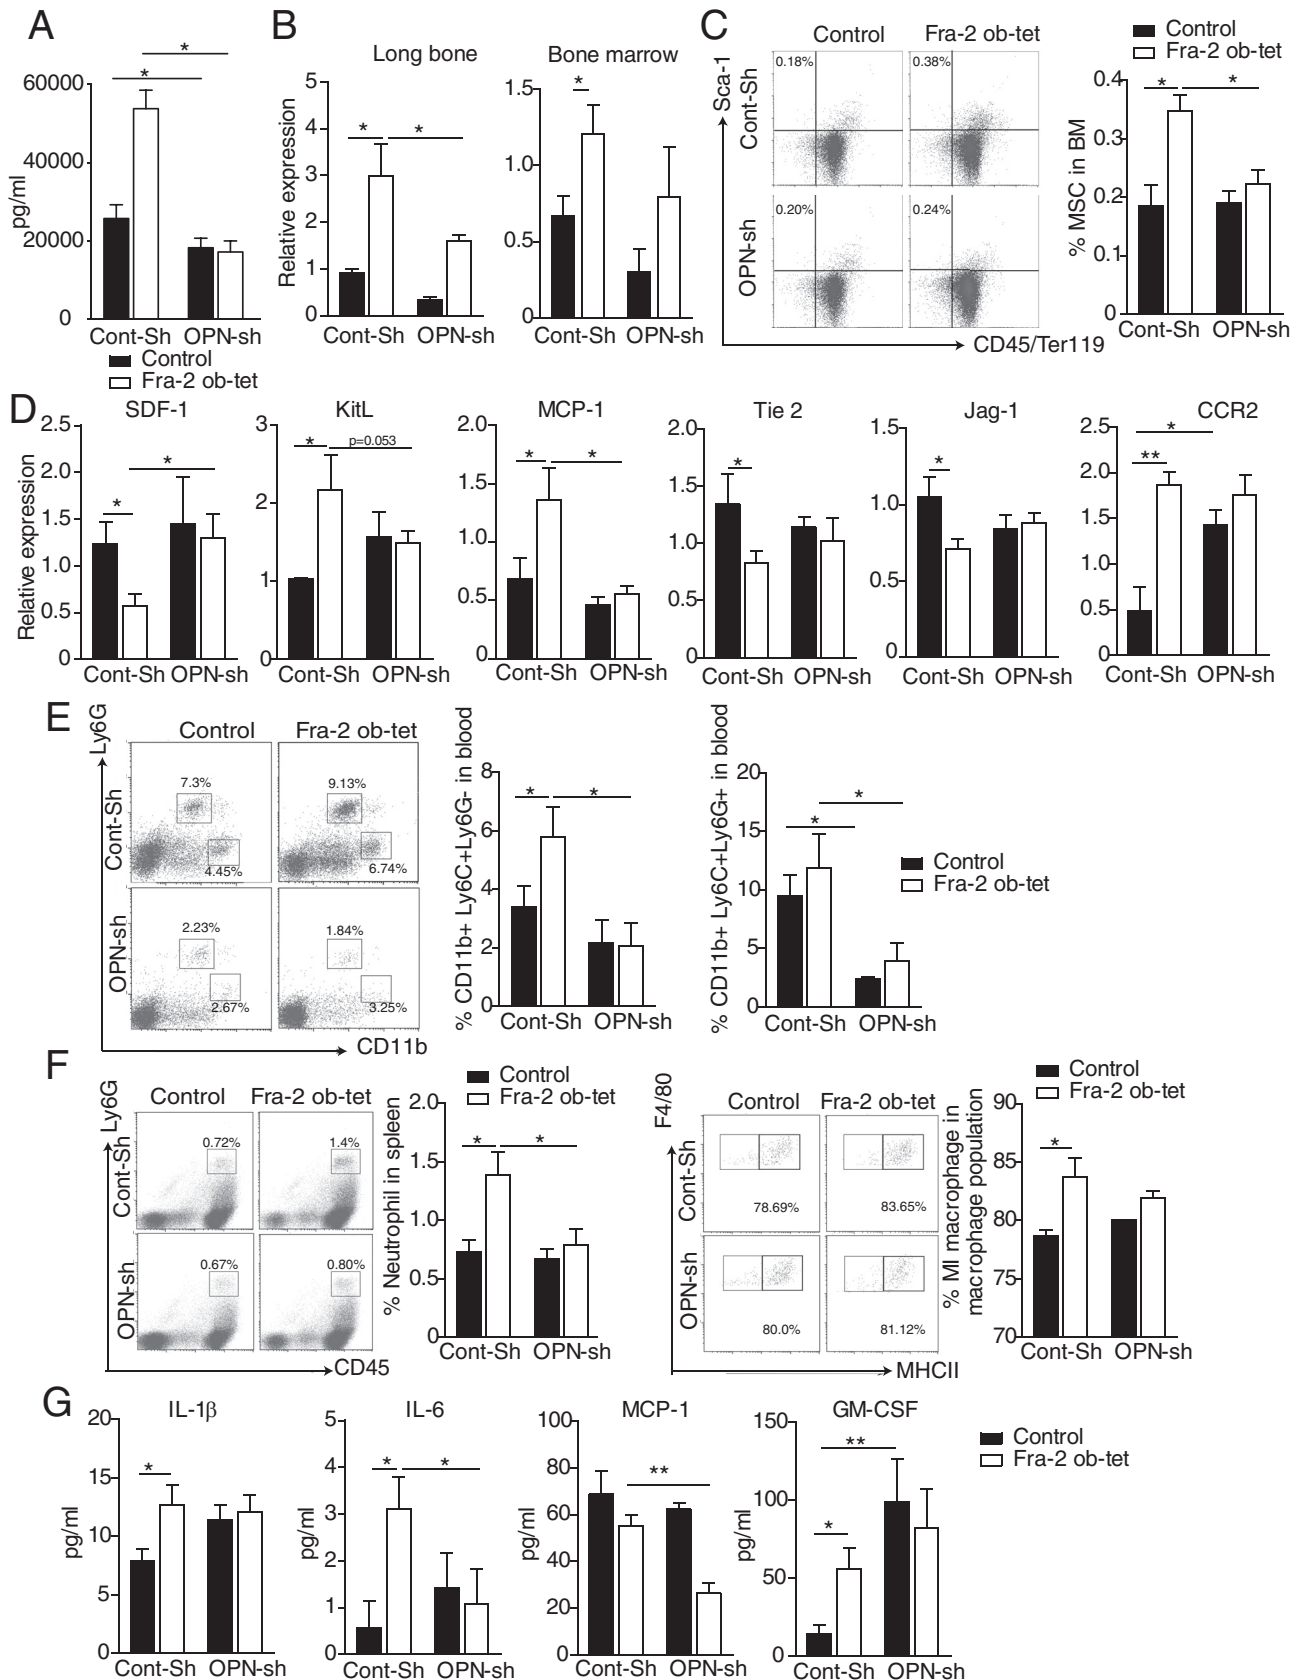 A
*
*
60000
40000
20000
0
pg/ml
Cont-Sh OPN-sh
Control
Fra-2 ob-tet
B
Long bone
Relative expression
5
4
3
2
1
0
*
*
Cont-Sh OPN-sh
Bone marrow
1.5
1.0
0.5
0
*
Cont-Sh OPN-sh
C
Control Fra-2 ob-tet
Sca-1
Cont-Sh
0.18%
0.38%
OPN-sh
0.20%
0.24%
CD45/Ter119
Control
Fra-2 ob-tet
% MSC in BM
0.4
0.3
0.2
0.1
0
*
*
Cont-Sh OPN-sh
D
Relative expression
SDF-1
2.5
2.0
1.5
1.0
0.5
0
*
*
Cont-Sh OPN-sh
KitL
3
2
1
0
*
p=0.053
Cont-Sh OPN-sh
MCP-1
2.0
1.5
1.0
0.5
0
*
*
Cont-Sh OPN-sh
Tie 2
2.0
1.5
1.0
0.5
0
*
Cont-Sh OPN-sh
Jag-1
1.5
1.0
0.5
0
*
Cont-Sh OPN-sh
CCR2
2.5
2.0
1.5
1.0
0.5
0
*
**
Cont-Sh OPN-sh
E
Ly6G
Control Fra-2 ob-tet
Cont-Sh
7.3%
4.45%
9.13%
6.74%
OPN-sh
2.23%
2.67%
1.84%
3.25%
CD11b
% CD11b+ Ly6C+Ly6G- in blood
8
6
4
2
0
*
*
Cont-Sh OPN-sh
% CD11b+ Ly6C+Ly6G+ in blood
20
15
10
5
0
*
*
Cont-Sh OPN-sh
Control
Fra-2 ob-tet
F
Ly6G
Control Fra-2 ob-tet
Cont-Sh
0.72%
1.4%
OPN-sh
0.67%
0.80%
CD45
Control
Fra-2 ob-tet
% Neutrophil in spleen
2.0
1.5
1.0
0.5
0
*
*
Cont-Sh OPN-sh
F4/80
Control Fra-2 ob-tet
Cont-Sh
78.69%
83.65%
OPN-sh
80.0%
81.12%
MHCII
Control
Fra-2 ob-tet
% MI macrophage in
macrophage population
90
85
80
75
70
*
Cont-Sh OPN-sh
G
IL-1β
pg/ml
20
15
10
5
0
*
Cont-Sh OPN-sh
IL-6
pg/ml
5
4
3
2
1
0
*
*
Cont-Sh OPN-sh
MCP-1
pg/ml
100
80
60
40
20
0
**
Cont-Sh OPN-sh
GM-CSF
pg/ml
150
100
50
0
**
*
Cont-Sh OPN-sh
Control
Fra-2 ob-tet